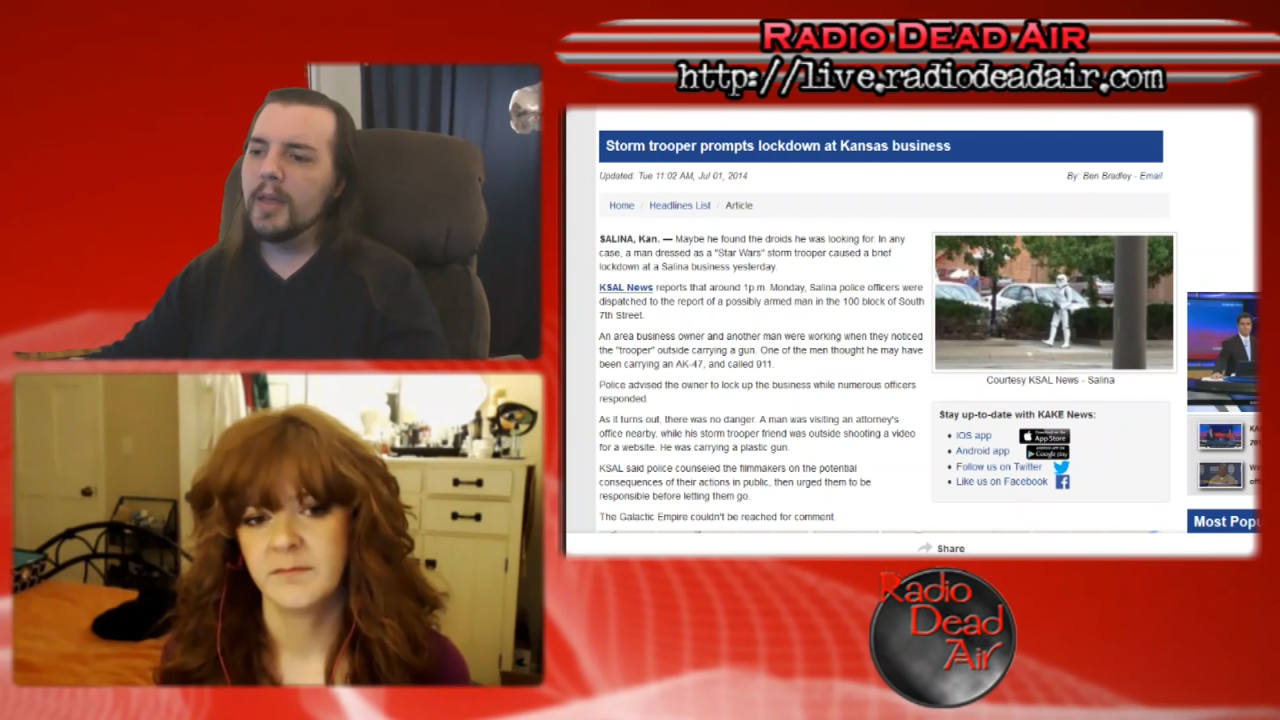 Radio Dead Air
http://live.radiodeadair.com
Storm trooper prompts lockdown at Kansas business
Updated: Tue 11:02 AM, Jul 01, 2014
By: Ben Bradley - Email
Home / Headlines List / Article
SALINA, Kan. — Maybe he found the droids he was looking for. In any
case, a man dressed as a "Star Wars" storm trooper caused a brief
lockdown at a Salina business yesterday.
KSAL News reports that around 1p.m. Monday, Salina police officers were
dispatched to the report of a possibly armed man in the 100 block of South
7th Street.
An area business owner and another man were working when they noticed
the "trooper" outside carrying a gun. One of the men thought he may have
been carrying an AK-47, and called 911.
Police advised the owner to lock up the business while numerous officers
responded.
As it turns out, there was no danger. A man was visiting an attorney's
office nearby, while his storm trooper friend was outside shooting a video
for a website. He was carrying a plastic gun.
KSAL said police counseled the filmmakers on the potential
consequences of their actions in public, then urged them to be
responsible before letting them go.
The Galactic Empire couldn't be reached for comment.
Courtesy KSAL News - Salina
Stay up-to-date with KAKE News:
iOS app
App Store
Android app
Google play
Follow us on Twitter
Like us on Facebook
Most Popu
Share
Radio
Dead
Air